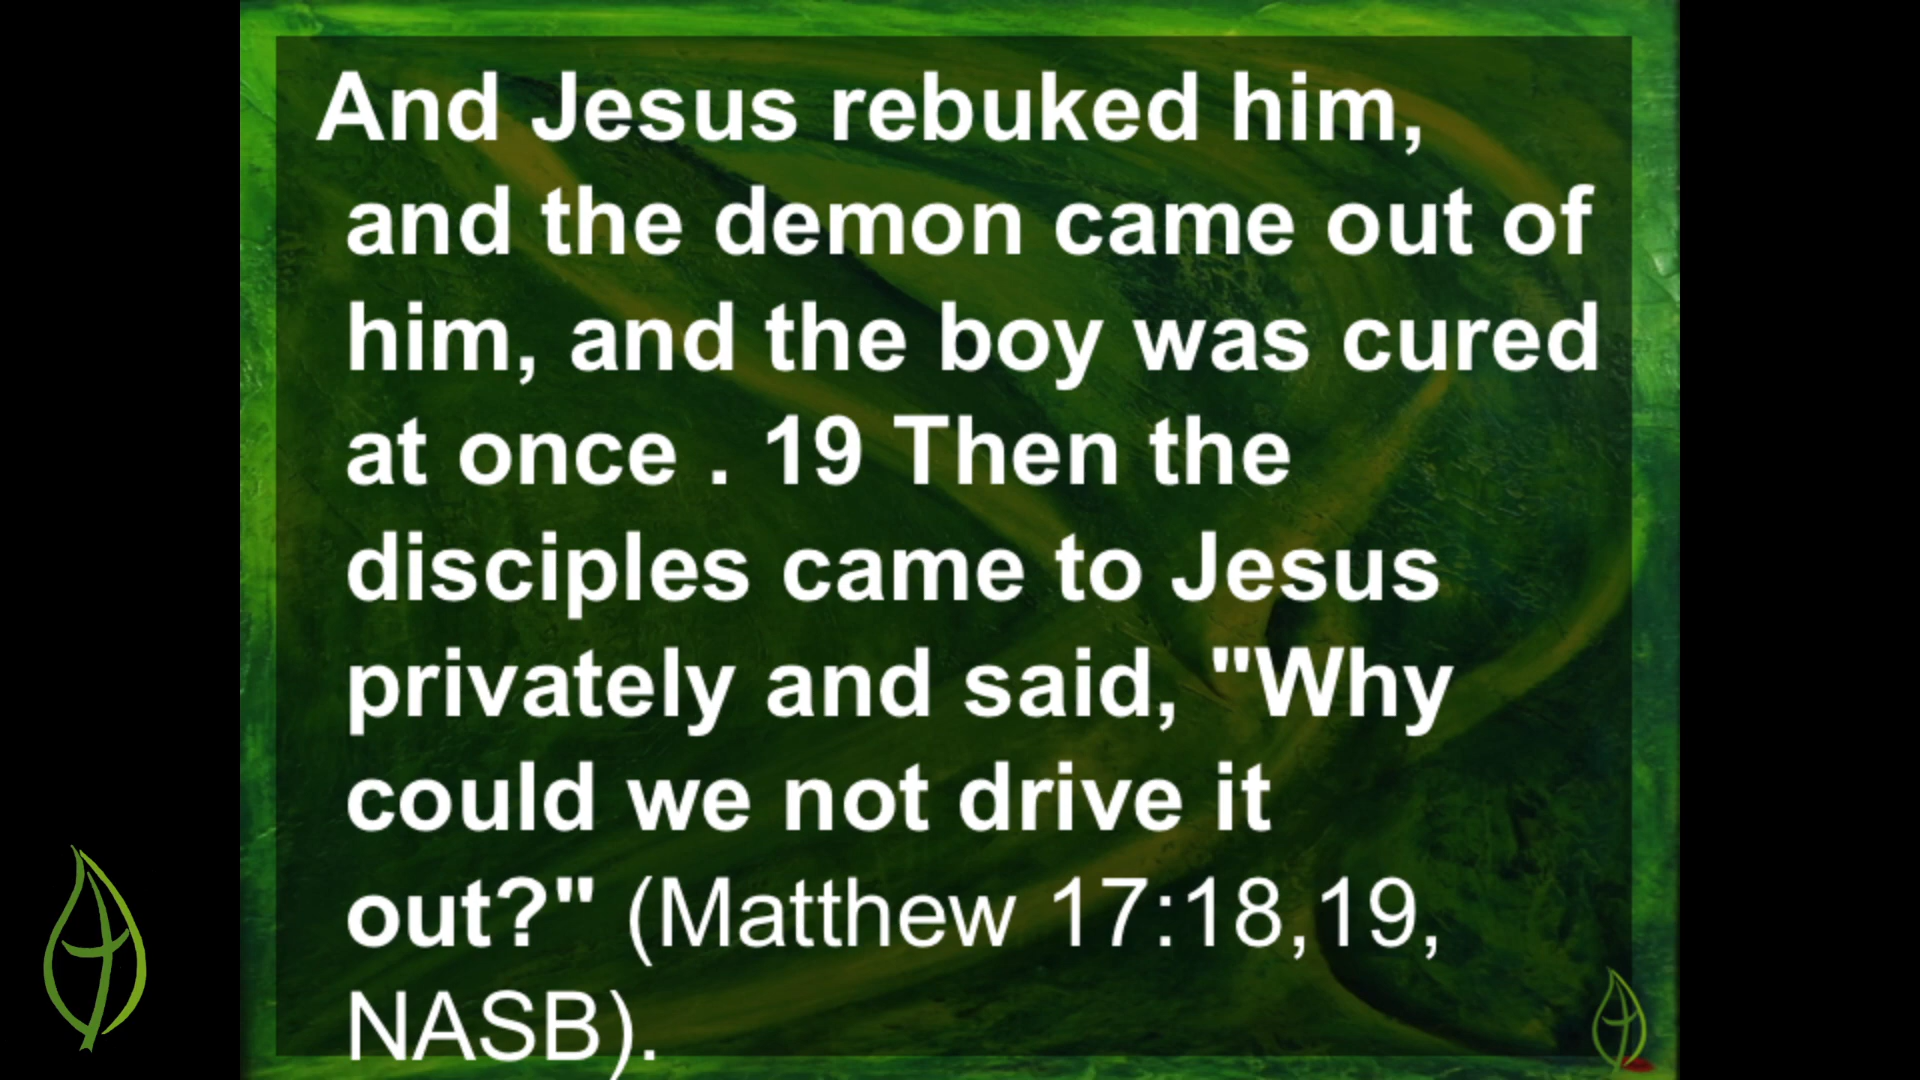 And Jesus rebuked him,
and the demon came out of
him, and the boy was cured
at once . 19 Then the
disciples came to Jesus
privately and said, "Why
could we not drive it
out?" (Matthew 17:18,19,
NASB).